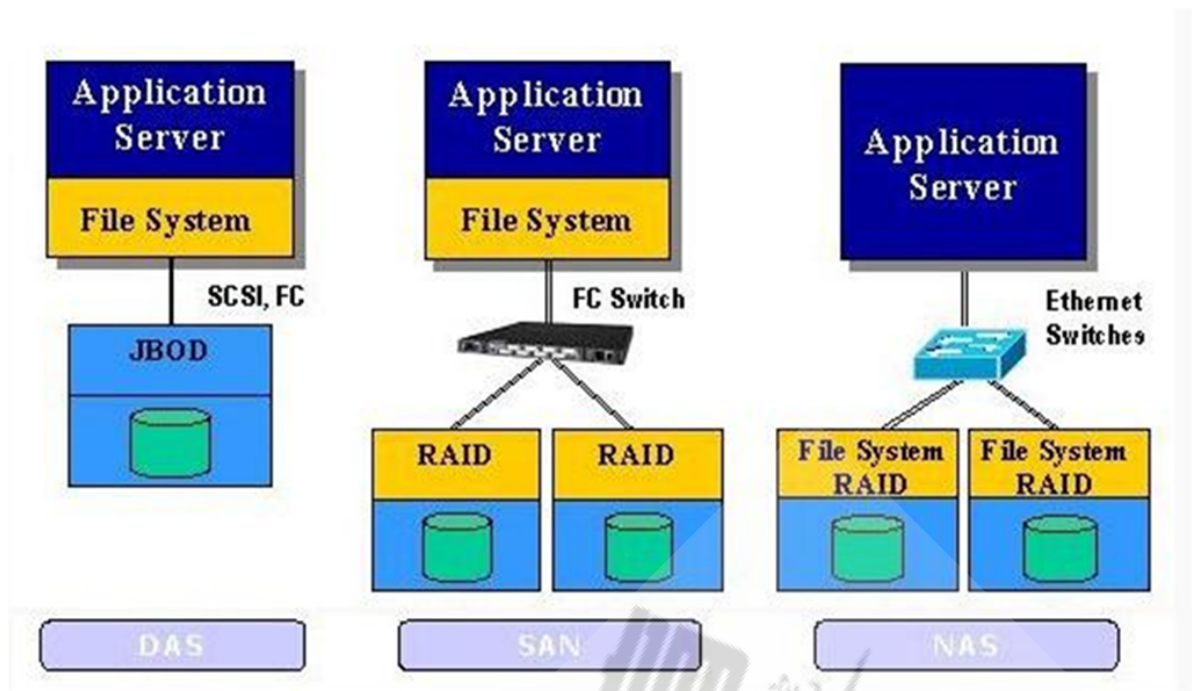 Application
Server
File System
SCSI, FC
JBOD
DAS
Application
Server
File System
FC Switch
RAID
RAID
SAN
Application
Server
Ethernet
Switches
File System
RAID
File System
RAID
NAS